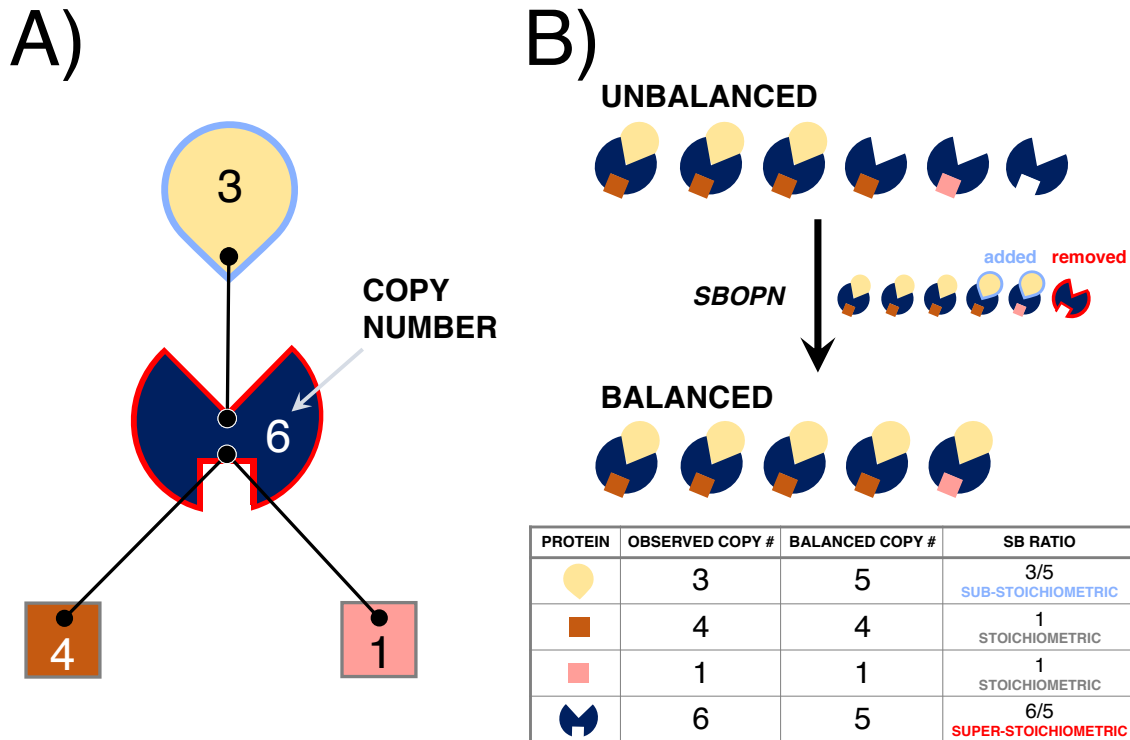 A)
3
COPY
NUMBER
6
4
1
B)
UNBALANCED
added removed
SBOPN
BALANCED
PROTEIN OBSERVED COPY # BALANCED COPY # SB RATIO
3 5 3/5
SUB-STOICHIOMETRIC
4 4 1
STOICHIOMETRIC
1 1 1
STOICHIOMETRIC
6 5 6/5
SUPER-STOICHIOMETRIC